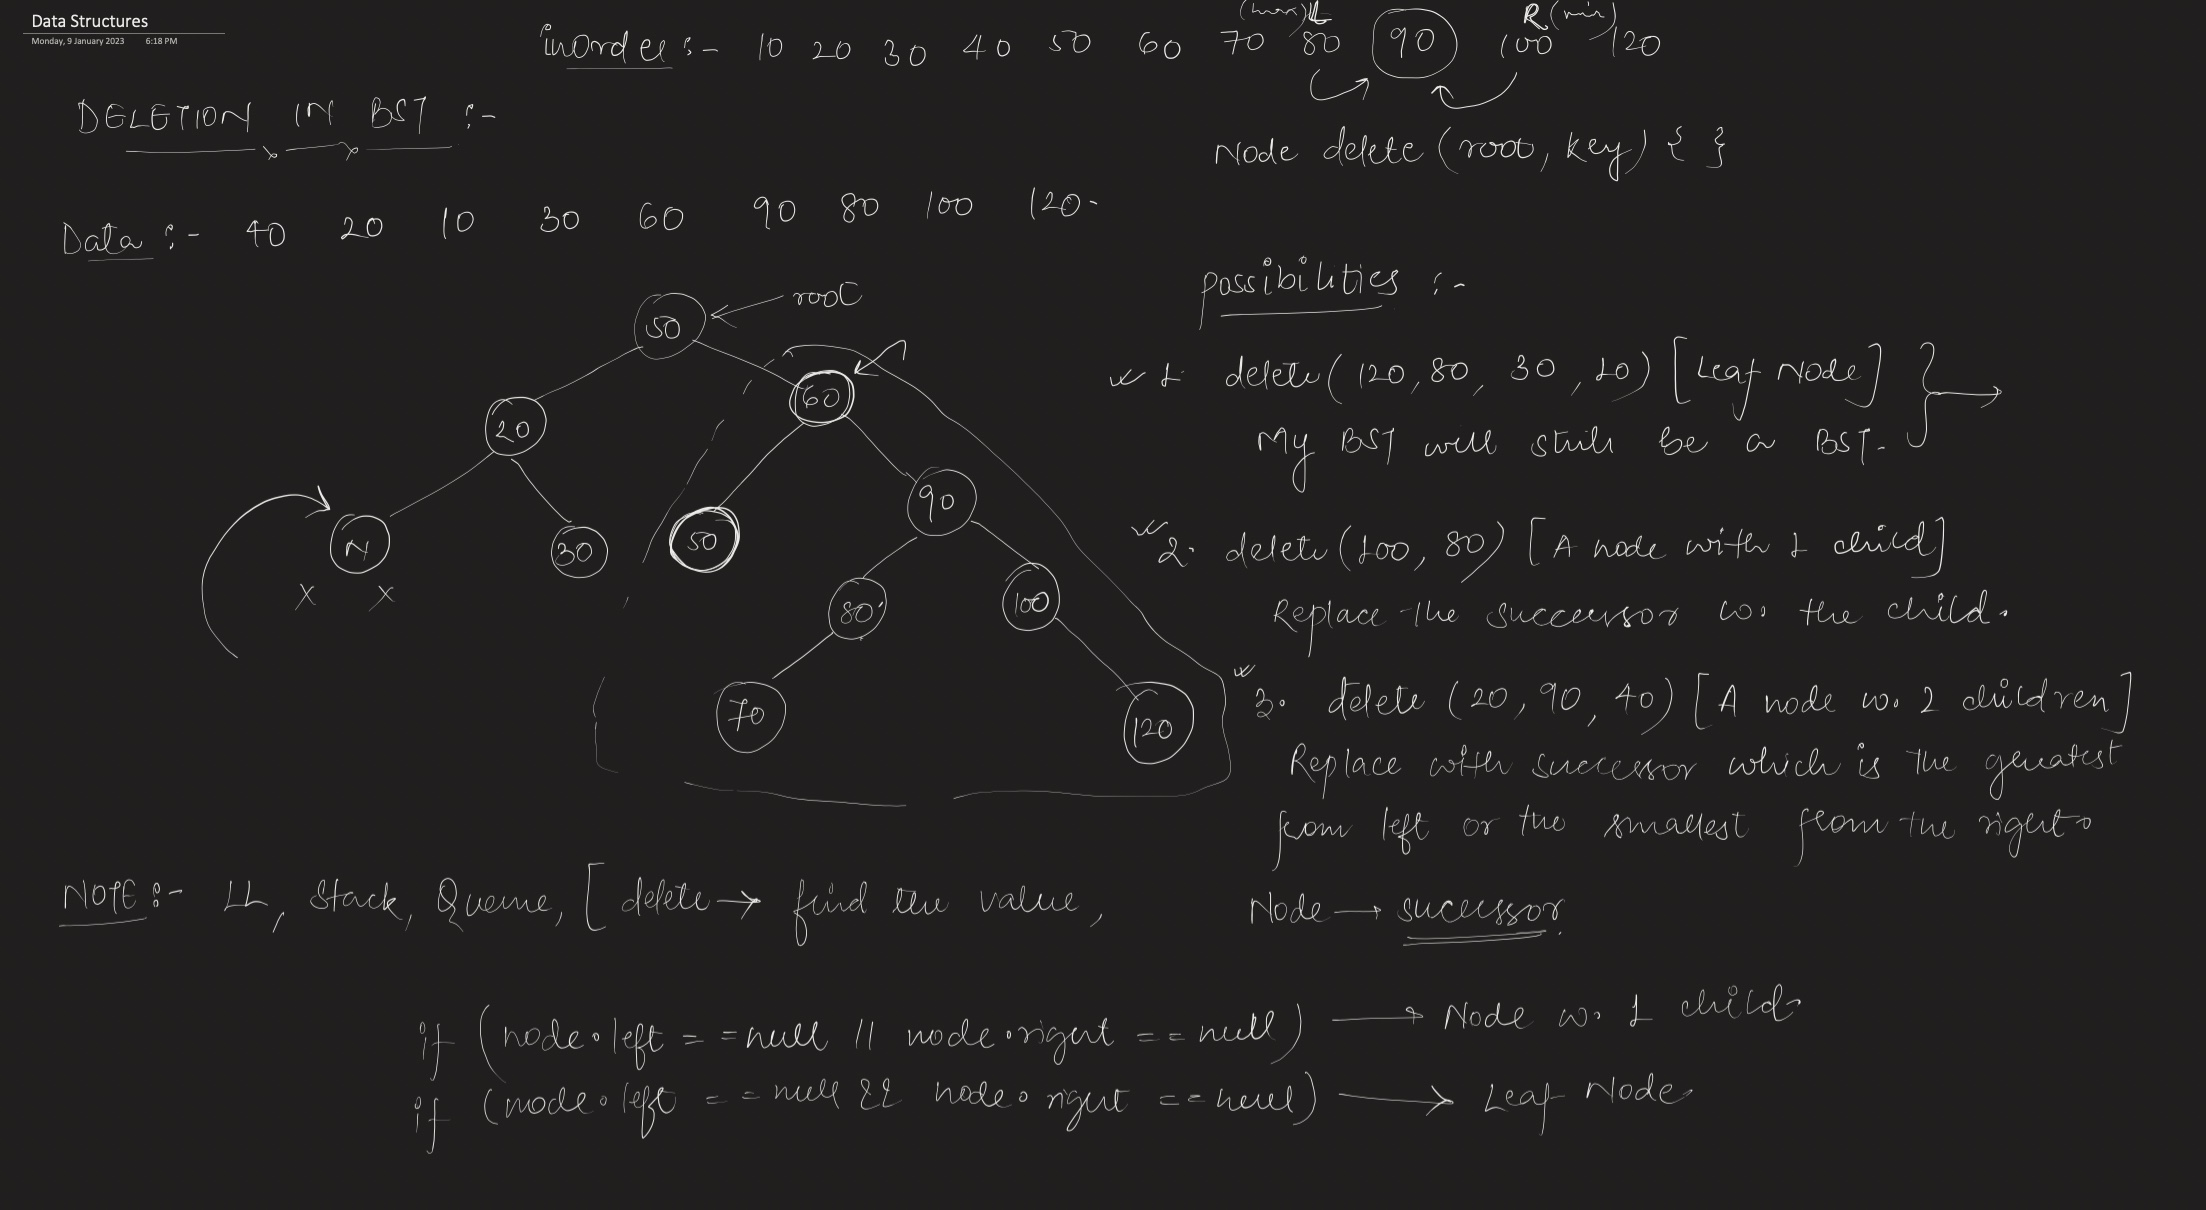 Data Structures
Monday, 9 January 2023 6:18 PM
(max) L R (min)
inorder :- 10 20 30 40 50 60 70 80 90 100 120
DELETION IN BST :-
Node delete (root, key) { }
Data :- 40 20 10 30 60 90 80 100 120.
possibilities :-
root
50
60
20
90
N
30
50
80
100
X X
70
120
1. delete (120, 80, 30, 10) [Leaf Node]
My BST will still be a BST.
2. delete (100, 80) [A node with 1 child]
Replace the successor w. the child.
3. delete (20, 90, 40) [A node w. 2 children]
Replace with successor which is the greatest
from left or the smallest from the right.
NOTE :- LL, Stack, Queue, [delete → find the value,
Node → sucessor.
if (node.left == null || node.right == null) → Node w. 1 child.
if (node.left == null && node.right == null) → Leaf Node.